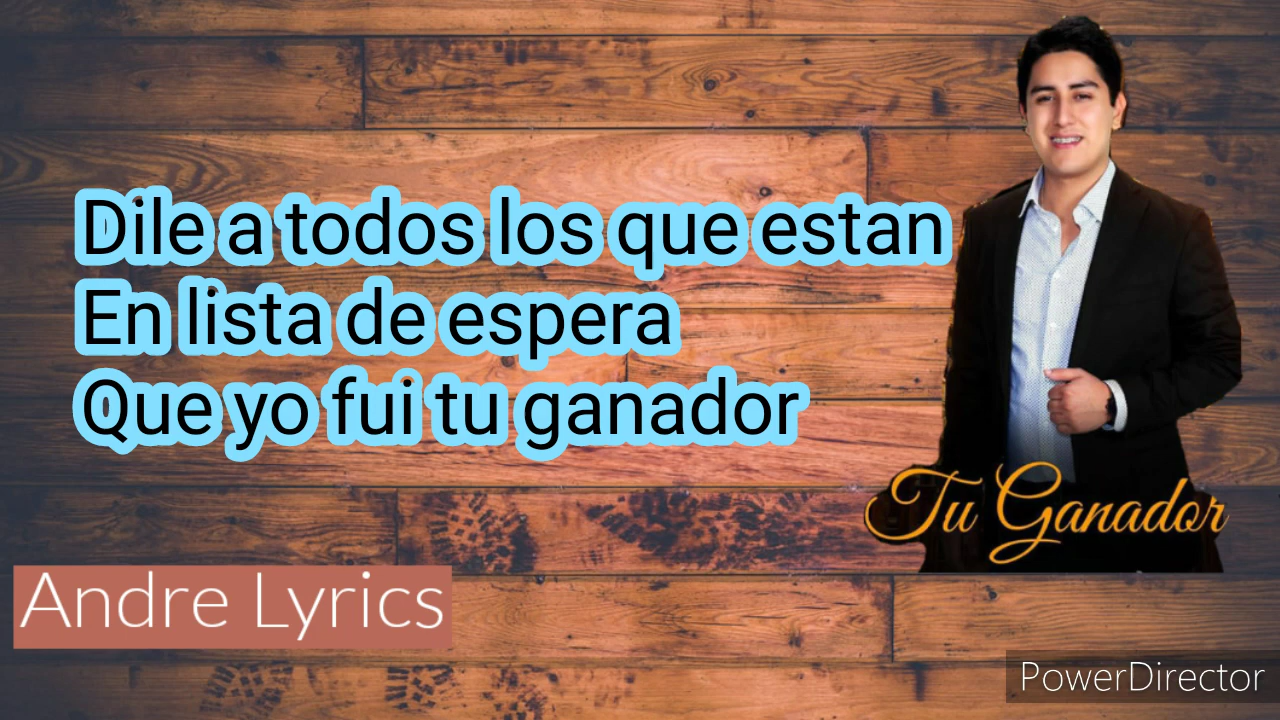 Dile a todos los que estan
En lista de espera
Que yo fui tu ganador
Tu Ganador
Andre Lyrics
PowerDirector